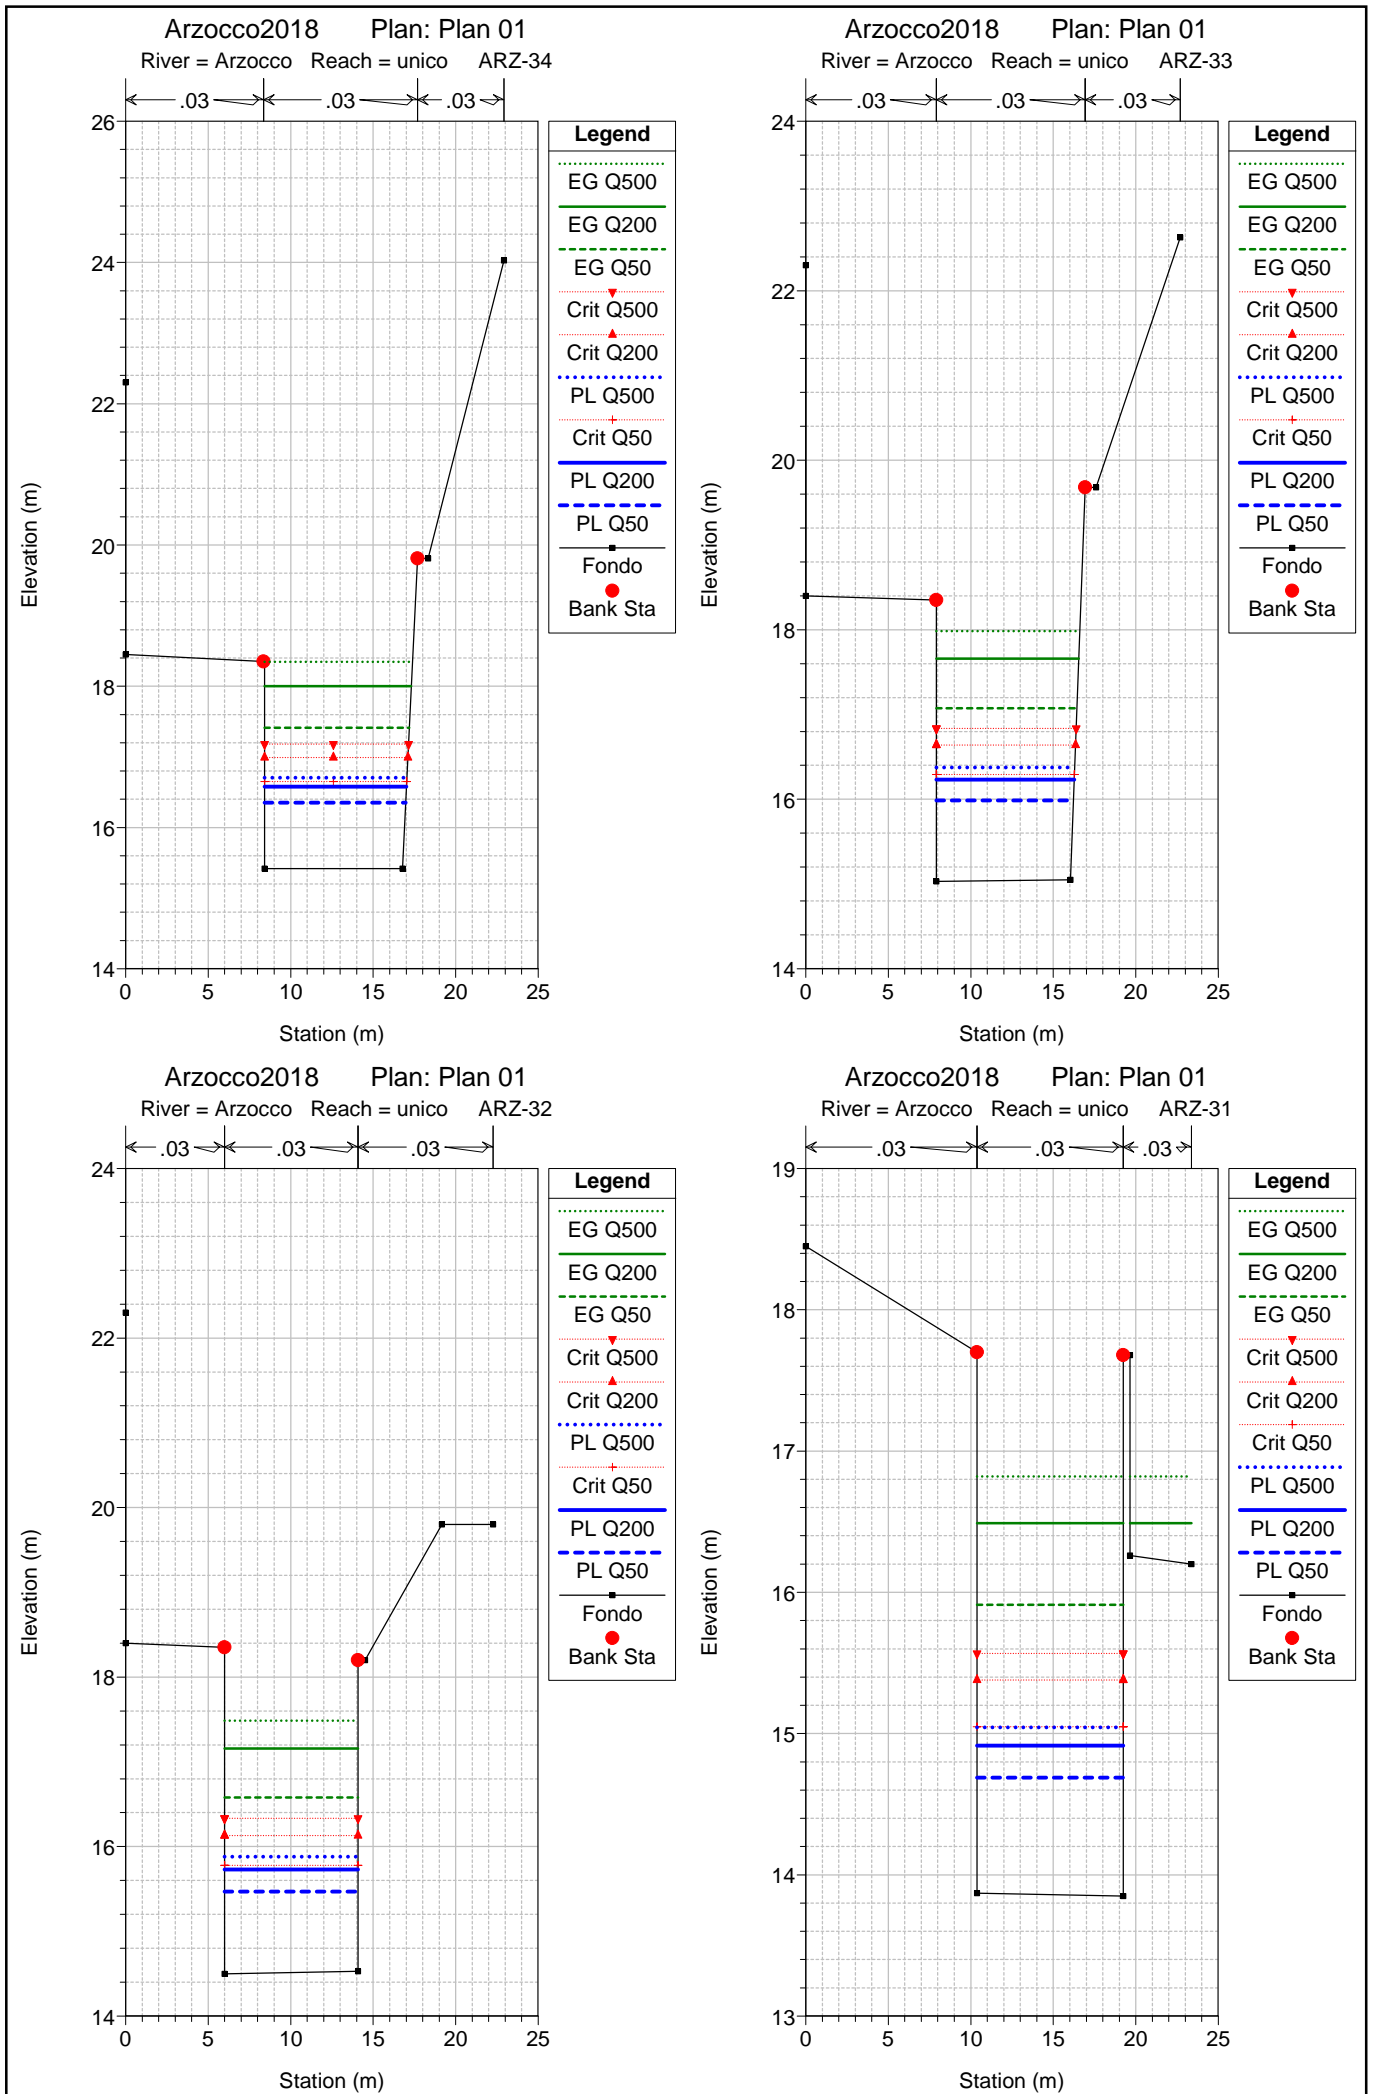 Arzocco2018 Plan: Plan 01
River = Arzocco Reach = unico ARZ-34
.03 .03 .03
26
24
22
20
18
16
14
Elevation (m)
0 5 10 15 20 25
Station (m)
Legend
EG Q500
EG Q200
EG Q50
Crit Q500
Crit Q200
PL Q500
Crit Q50
PL Q200
PL Q50
Fondo
Bank Sta
Arzocco2018 Plan: Plan 01
River = Arzocco Reach = unico ARZ-33
.03 .03 .03
24
22
20
18
16
14
Elevation (m)
0 5 10 15 20 25
Station (m)
Legend
EG Q500
EG Q200
EG Q50
Crit Q500
Crit Q200
PL Q500
Crit Q50
PL Q200
PL Q50
Fondo
Bank Sta
Arzocco2018 Plan: Plan 01
River = Arzocco Reach = unico ARZ-32
.03 .03 .03
24
22
20
18
16
14
Elevation (m)
0 5 10 15 20 25
Station (m)
Legend
EG Q500
EG Q200
EG Q50
Crit Q500
Crit Q200
PL Q500
Crit Q50
PL Q200
PL Q50
Fondo
Bank Sta
Arzocco2018 Plan: Plan 01
River = Arzocco Reach = unico ARZ-31
.03 .03 .03
19
18
17
16
15
14
13
Elevation (m)
0 5 10 15 20 25
Station (m)
Legend
EG Q500
EG Q200
EG Q50
Crit Q500
Crit Q200
Crit Q50
PL Q500
PL Q200
PL Q50
Fondo
Bank Sta